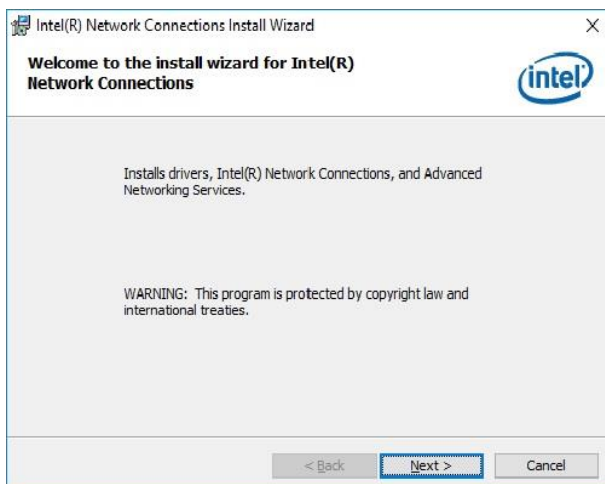 Intel(R) Network Connections Install Wizard
Welcome to the install wizard for Intel(R)
Network Connections
intel
Installs drivers, Intel(R) Network Connections, and Advanced
Networking Services.
WARNING: This program is protected by copyright law and
international treaties.
< Back
Next >
Cancel